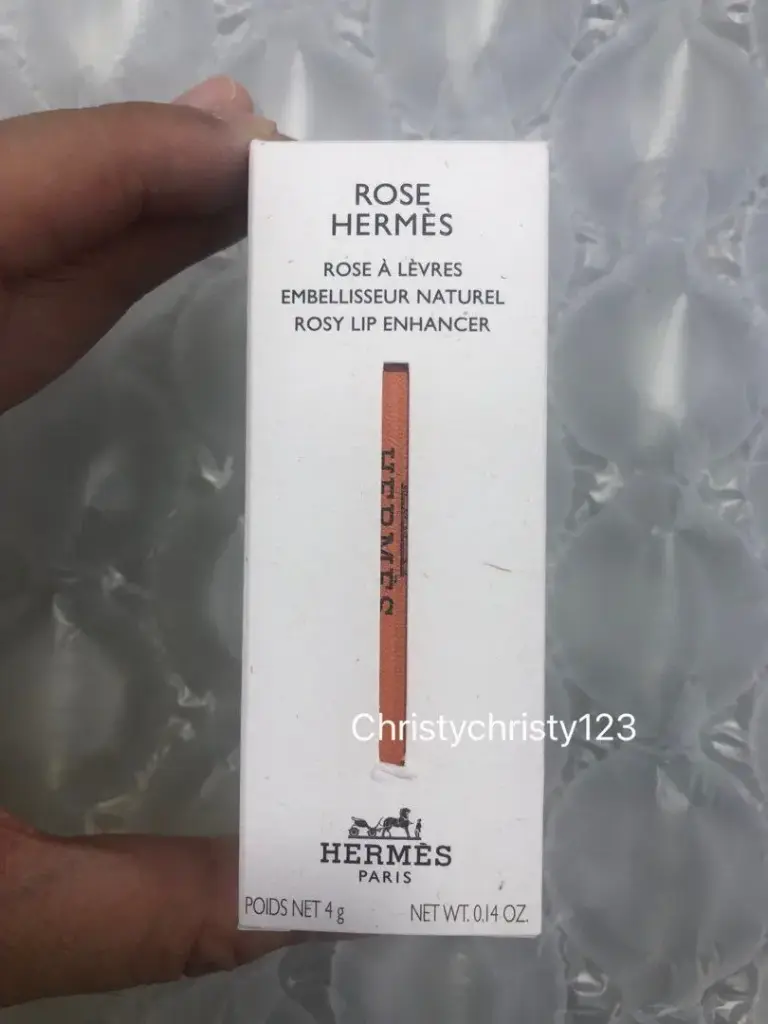 ROSE
HERMÈS
ROSE À LÈVRES
EMBELLISSEUR NATUREL
ROSY LIP ENHANCER
HERMÈS
Christychristy123
HERMÈS
PARIS
POIDS NET 4 g NET WT. 0.14 OZ.